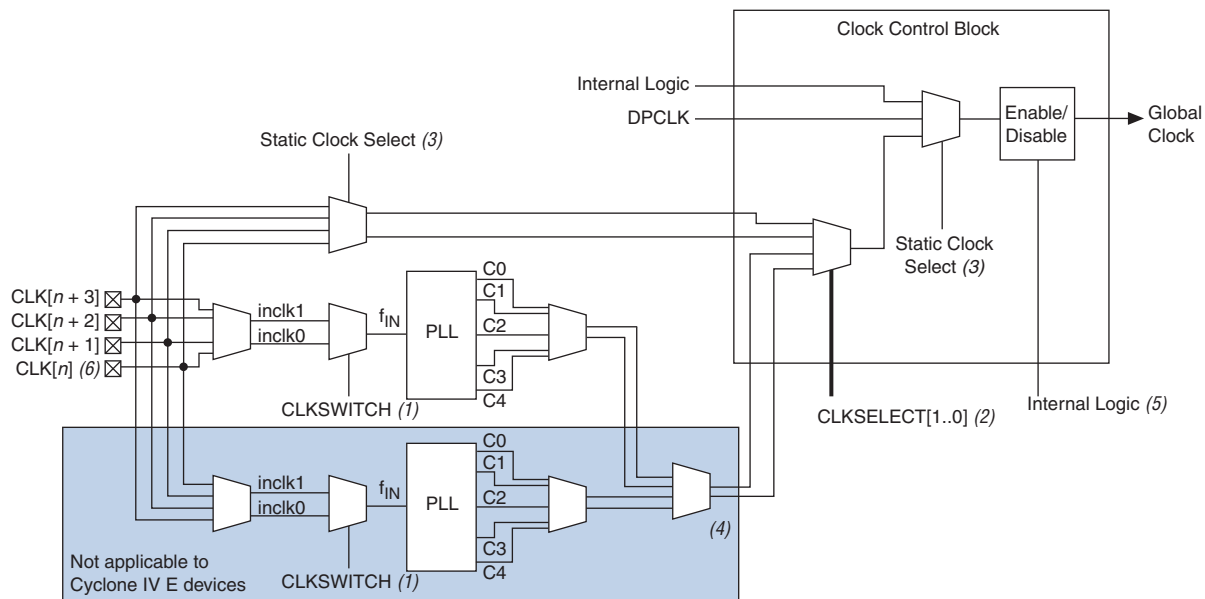 Clock Control Block
Internal Logic
DPCLK
Enable/
Disable
Global
Clock
Static Clock Select (3)
Static Clock
Select (3)
CLK[n + 3]
CLK[n + 2]
CLK[n + 1]
CLK[n] (6)
inclk1
inclk0
fIN
PLL
C0
C1
C2
C3
C4
CLKSWITCH (1)
CLKSELECT[1..0] (2)
Internal Logic (5)
inclk1
inclk0
fIN
PLL
C0
C1
C2
C3
C4
CLKSWITCH (1)
(4)
Not applicable to
Cyclone IV E devices